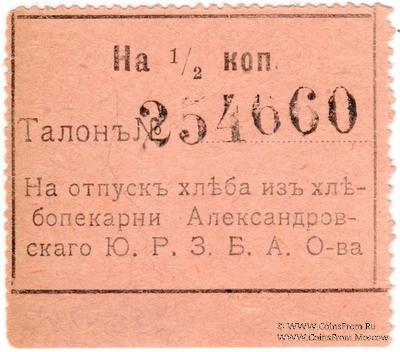 На 1/2 коп.
Талонъ № 254660
На отпускъ хлѣба изъ хлѣ-
бопекарни Александров-
скаго Ю. Р. З. Б. А. О-ва
© WWW.CoinsFrom.RU
WWW.CoinsFrom.Moscow